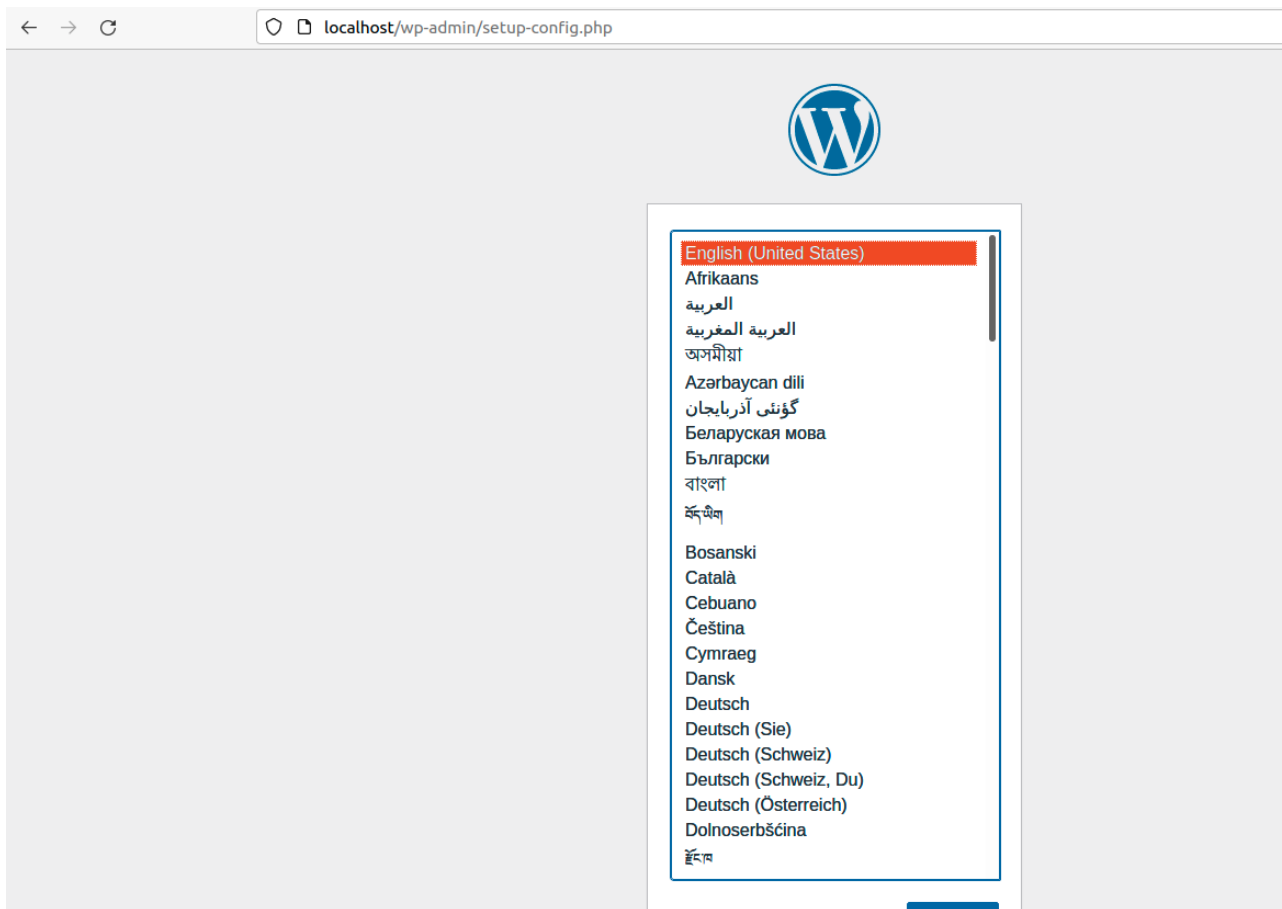 localhost/wp-admin/setup-config.php
English (United States)
Afrikaans
العربية
العربية المغربية
অসমীয়া
Azərbaycan dili
گؤنئی آذربایجان
Беларуская мова
Български
বাংলা
བོད་ཡིག
Bosanski
Català
Cebuano
Čeština
Cymraeg
Dansk
Deutsch
Deutsch (Sie)
Deutsch (Schweiz)
Deutsch (Schweiz, Du)
Deutsch (Österreich)
Dolnoserbšćina
རྫོང་ཁ